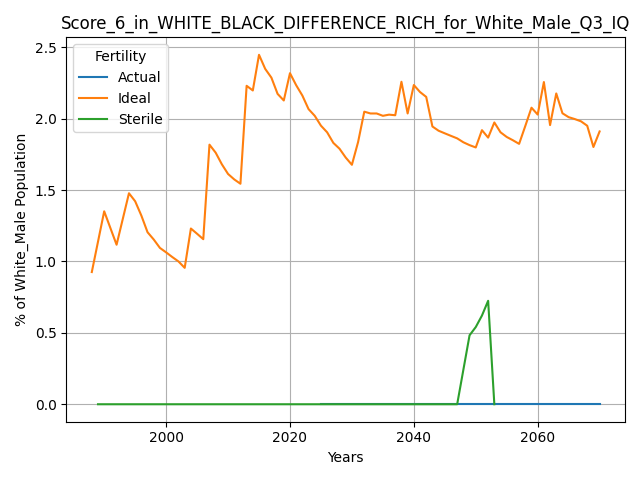 Score_6_in_WHITE_BLACK_DIFFERENCE_RICH_for_White_Male_Q3_IQ
Fertility
Actual
Ideal
Sterile
% of White_Male Population
2.5
2.0
1.5
1.0
0.5
0.0
2000
2020
2040
2060
Years